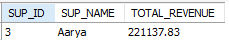 SUP_ID SUP_NAME TOTAL_REVENUE
3 Aarya 221137.83